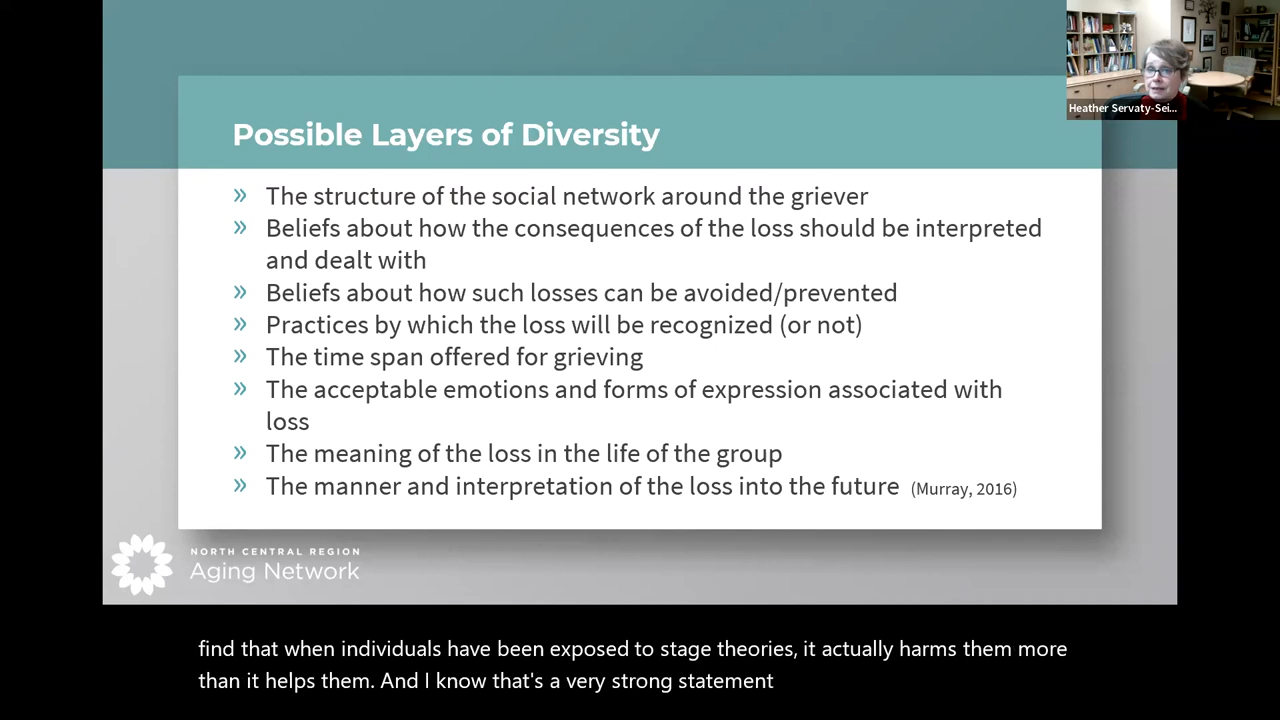 Heather Servaty-Sei...
Possible Layers of Diversity
» The structure of the social network around the griever
» Beliefs about how the consequences of the loss should be interpreted
and dealt with
» Beliefs about how such losses can be avoided/prevented
» Practices by which the loss will be recognized (or not)
» The time span offered for grieving
» The acceptable emotions and forms of expression associated with
loss
» The meaning of the loss in the life of the group
» The manner and interpretation of the loss into the future (Murray, 2016)
NORTH CENTRAL REGION
Aging Network
find that when individuals have been exposed to stage theories, it actually harms them more
than it helps them. And I know that's a very strong statement